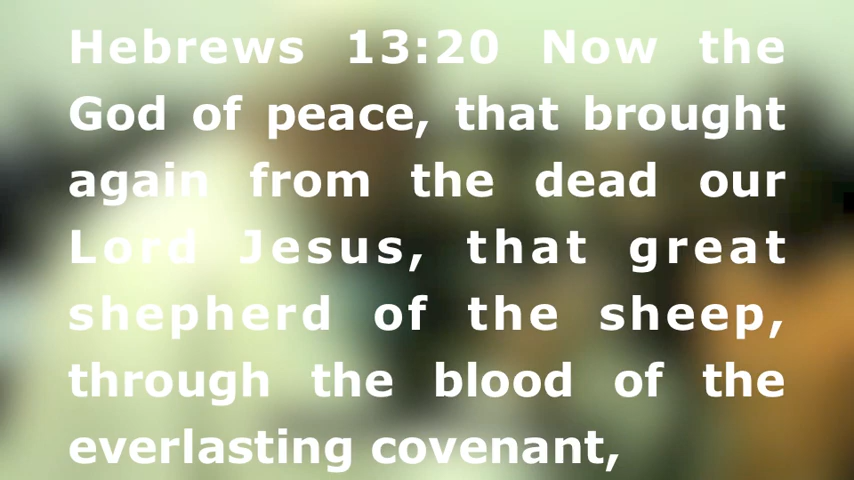 Hebrews 13:20 Now the
God of peace, that brought
again from the dead our
Lord Jesus, that great
shepherd of the sheep,
through the blood of the
everlasting covenant,